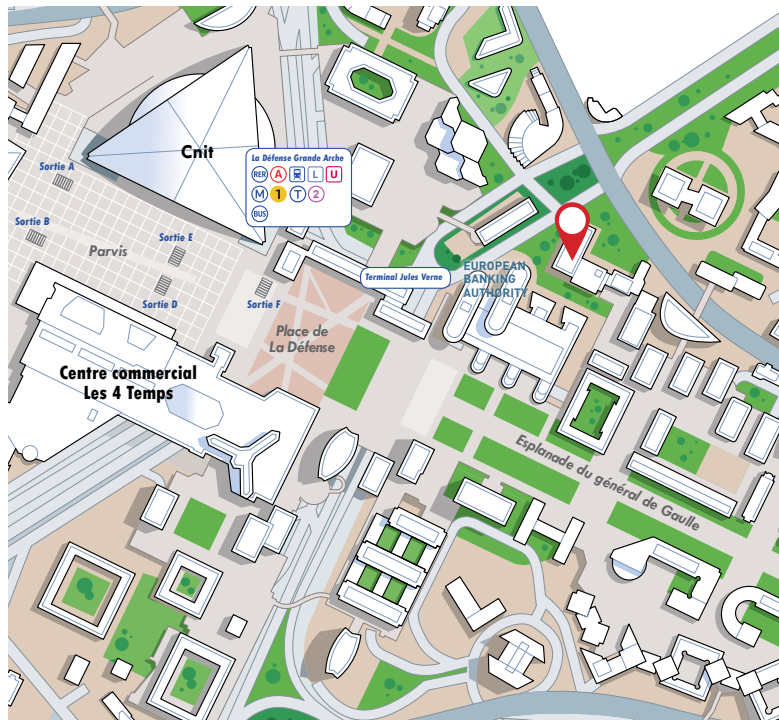 Cnit
La Défense Grande Arche
RER A L U
M 1 T 2
BUS
Sortie A
Sortie B
Parvis
Sortie E
Sortie D
Sortie F
Terminal Jules Verne
EUROPEAN
BANKING
AUTHORITY
Place de
La Défense
Centre commercial
Les 4 Temps
Esplanade du général de Gaulle